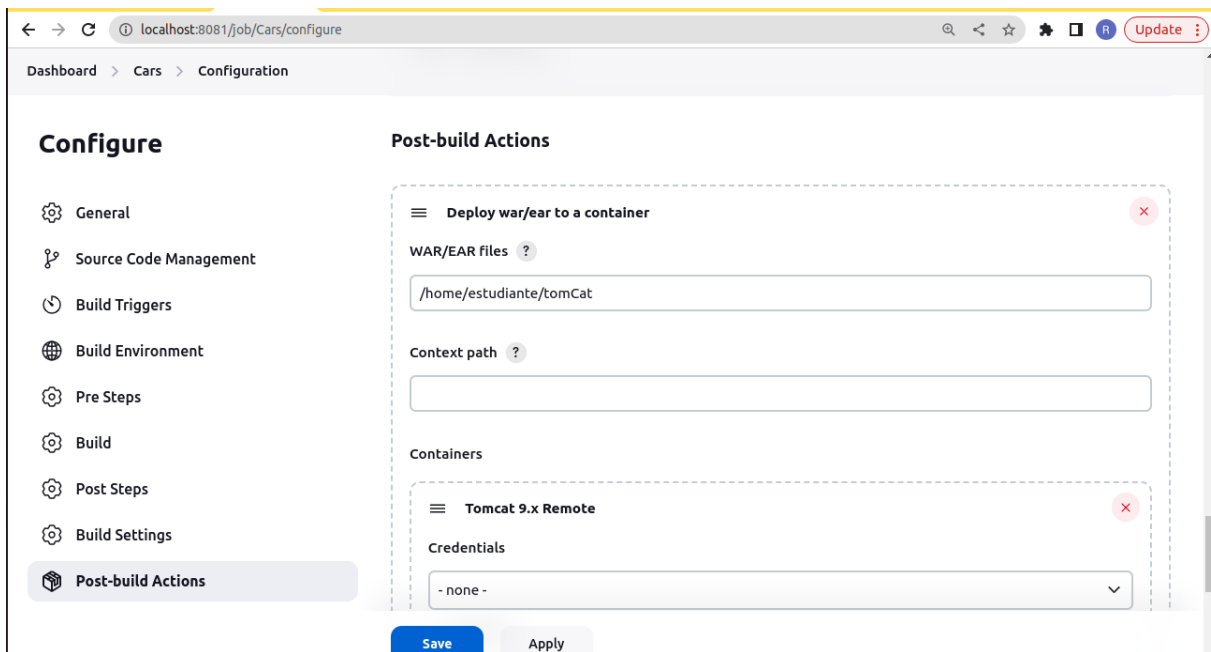 localhost:8081/job/Cars/configure
R
Update
Dashboard > Cars > Configuration
Configure
General
Source Code Management
Build Triggers
Build Environment
Pre Steps
Build
Post Steps
Build Settings
Post-build Actions
Post-build Actions
Deploy war/ear to a container
WAR/EAR files ?
/home/estudiante/tomCat
Context path ?
Containers
Tomcat 9.x Remote
Credentials
- none -
Save Apply